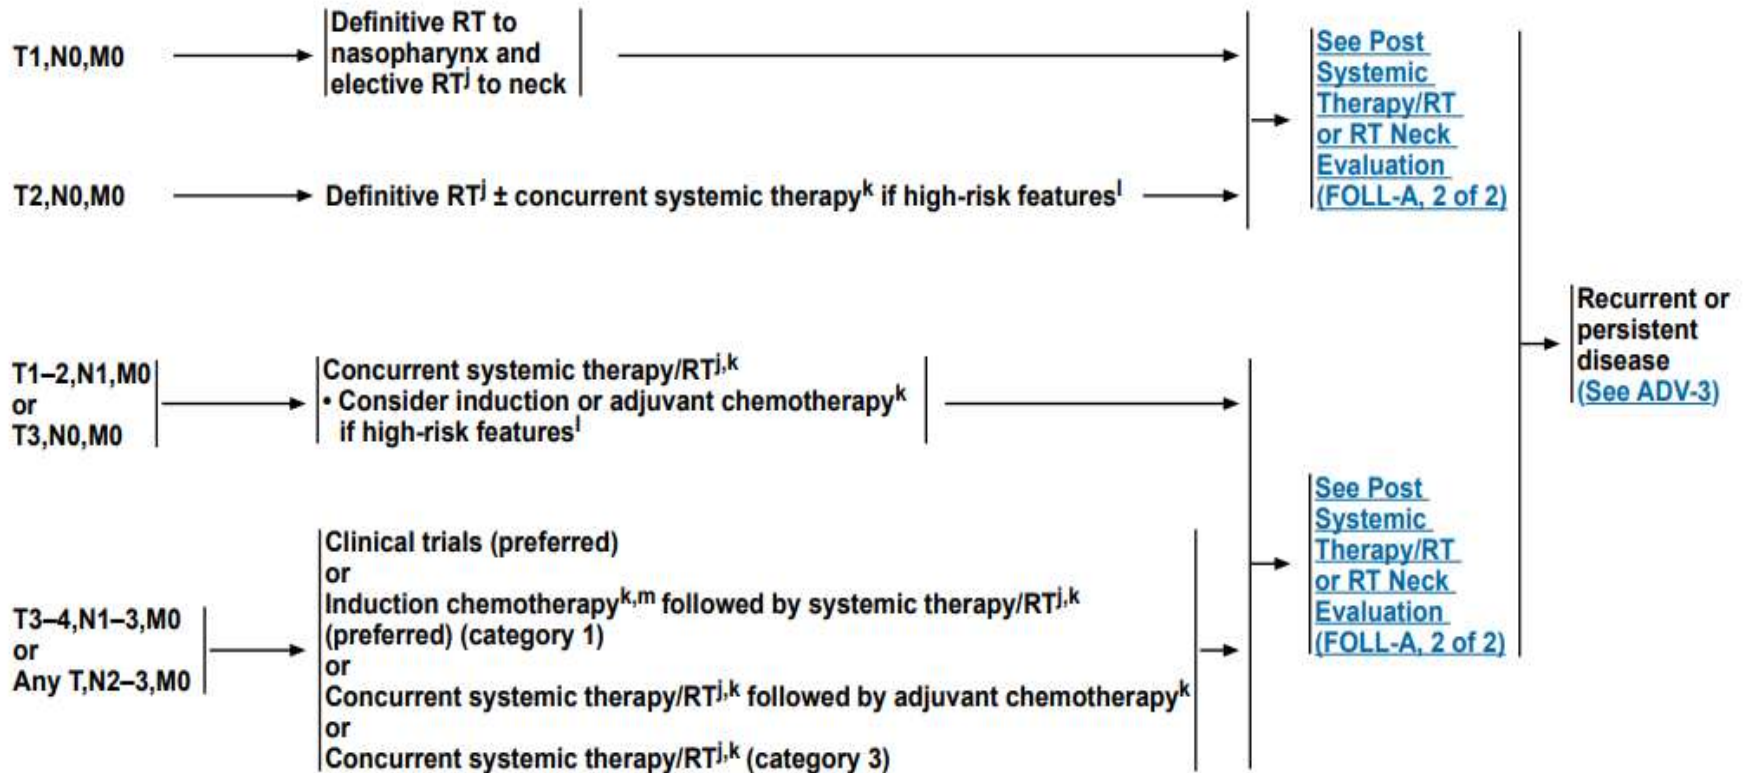 T1,N0,M0
Definitive RT to
nasopharynx and
elective RTj to neck
See Post
Systemic
Therapy/RT
or RT Neck
Evaluation
(FOLL-A, 2 of 2)
T2,N0,M0
Definitive RTj ± concurrent systemic therapyk if high-risk featuresl
T1–2,N1,M0
or
T3,N0,M0
Concurrent systemic therapy/RTj,k
• Consider induction or adjuvant chemotherapyk
if high-risk featuresl
Recurrent or
persistent
disease
(See ADV-3)
T3–4,N1–3,M0
or
Any T,N2–3,M0
Clinical trials (preferred)
or
Induction chemotherapyk,m followed by systemic therapy/RTj,k
(preferred) (category 1)
or
Concurrent systemic therapy/RTj,k followed by adjuvant chemotherapyk
or
Concurrent systemic therapy/RTj,k (category 3)
See Post
Systemic
Therapy/RT
or RT Neck
Evaluation
(FOLL-A, 2 of 2)